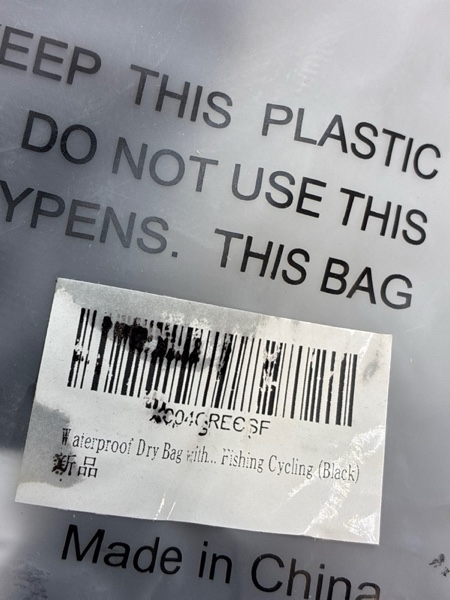 EEP THIS PLASTIC
DO NOT USE THIS
YPENS. THIS BAG
Waterproof Dry Bag with... Fishing Cycling (Black)
新品
Made in China